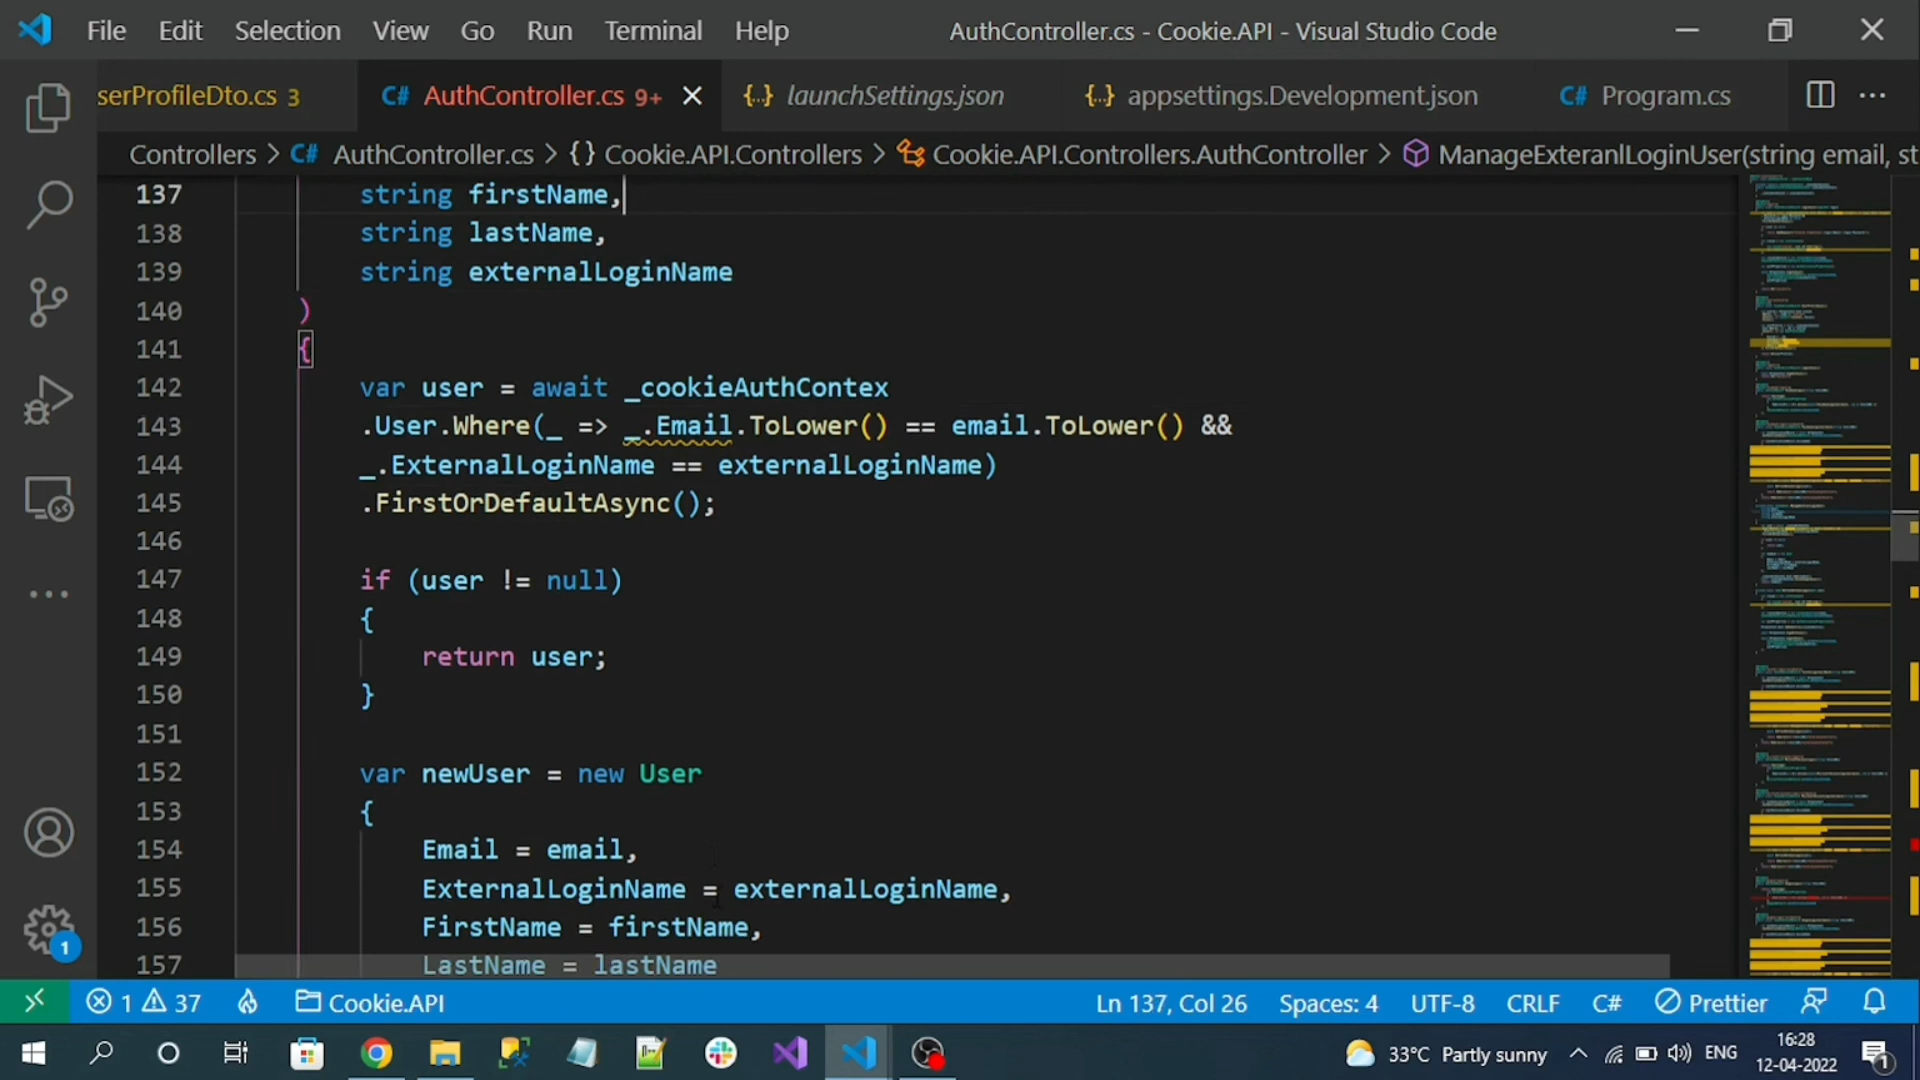 File Edit Selection View Go Run Terminal Help AuthController.cs - Cookie.API - Visual Studio Code
serProfileDto.cs 3 C# AuthController.cs 9+ {..} launchSettings.json {..} appsettings.Development.json C# Program.cs
Controllers > C# AuthController.cs > {} Cookie.API.Controllers > Cookie.API.Controllers.AuthController > ManageExteranlLoginUser(string email, st
137 string firstName,
138 string lastName,
139 string externalLoginName
140 )
141 {
142 var user = await _cookieAuthContex
143 .User.Where(_ => _.Email.ToLower() == email.ToLower() &&
144 _.ExternalLoginName == externalLoginName)
145 .FirstOrDefaultAsync();
146
147 if (user != null)
148 {
149 return user;
150 }
151
152 var newUser = new User
153 {
154 Email = email,
155 ExternalLoginName = externalLoginName,
156 FirstName = firstName,
157 LastName = lastName
1
1 37 Cookie.API Ln 137, Col 26 Spaces: 4 UTF-8 CRLF C# Prettier
33°C Partly sunny ENG 16:28
12-04-2022
1